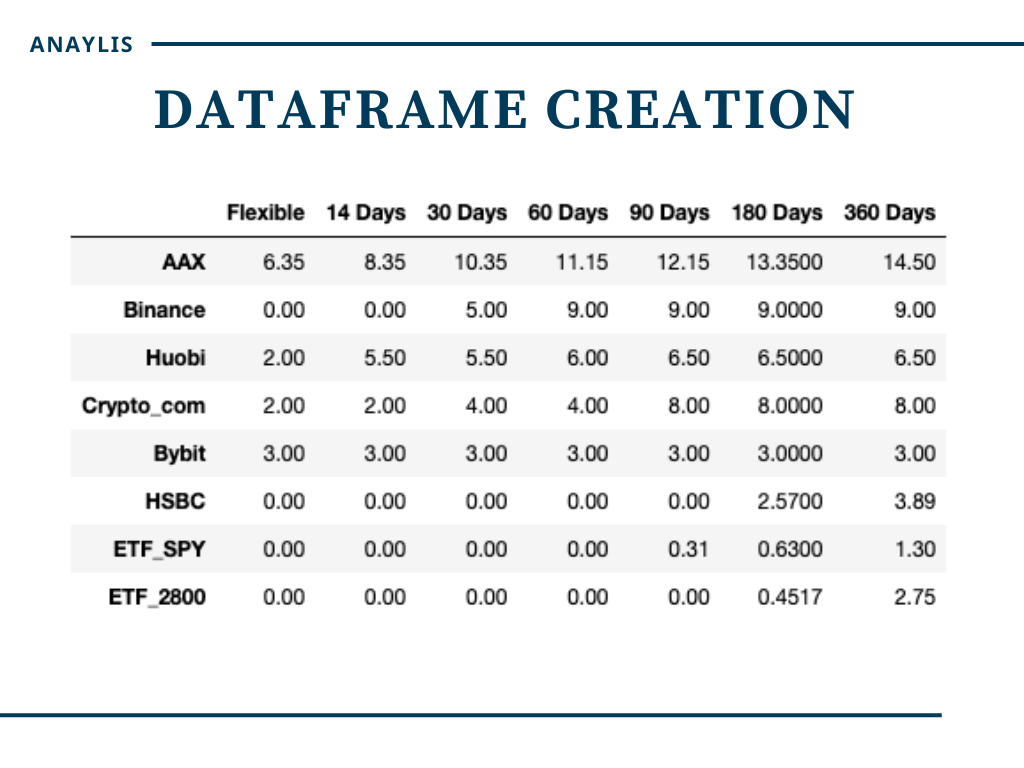 ANAYLIS
DATAFRAME CREATION
Flexible 14 Days 30 Days 60 Days 90 Days 180 Days 360 Days
AAX 6.35 8.35 10.35 11.15 12.15 13.3500 14.50
Binance 0.00 0.00 5.00 9.00 9.00 9.0000 9.00
Huobi 2.00 5.50 5.50 6.00 6.50 6.5000 6.50
Crypto_com 2.00 2.00 4.00 4.00 8.00 8.0000 8.00
Bybit 3.00 3.00 3.00 3.00 3.00 3.0000 3.00
HSBC 0.00 0.00 0.00 0.00 0.00 2.5700 3.89
ETF_SPY 0.00 0.00 0.00 0.00 0.31 0.6300 1.30
ETF_2800 0.00 0.00 0.00 0.00 0.00 0.4517 2.75